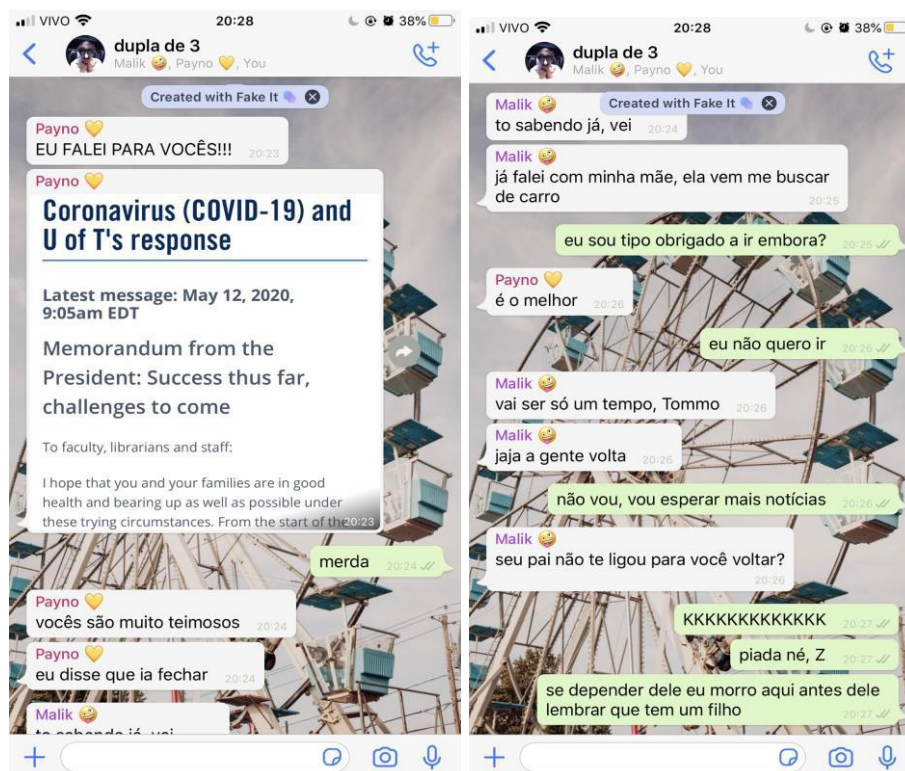 VIVO 20:28 38%
dupla de 3
Malik 🤪, Payno 💛, You
Created with Fake It
Payno 💛
EU FALEI PARA VOCÊS!!! 20:23
Payno 💛
Coronavirus (COVID-19) and
U of T's response
Latest message: May 12, 2020,
9:05am EDT
Memorandum from the
President: Success thus far,
challenges to come
To faculty, librarians and staff:
I hope that you and your families are in good
health and bearing up as well as possible under
these trying circumstances. From the start of the
20:23
merda 20:24
Payno 💛
vocês são muito teimosos 20:24
Payno 💛
eu disse que ia fechar 20:24
Malik 🤪
to sabendo já, vei
VIVO 20:28 38%
dupla de 3
Malik 🤪, Payno 💛, You
Created with Fake It
Malik 🤪
to sabendo já, vei 20:24
Malik 🤪
já falei com minha mãe, ela vem me buscar
de carro 20:25
eu sou tipo obrigado a ir embora? 20:25
Payno 💛
é o melhor 20:26
eu não quero ir 20:26
Malik 🤪
vai ser só um tempo, Tommo 20:26
Malik 🤪
jaja a gente volta 20:26
não vou, vou esperar mais notícias 20:26
Malik 🤪
seu pai não te ligou para você voltar?
20:26
KKKKKKKKKKKKK 20:27
piada né, Z 20:27
se depender dele eu morro aqui antes dele
lembrar que tem um filho 20:27